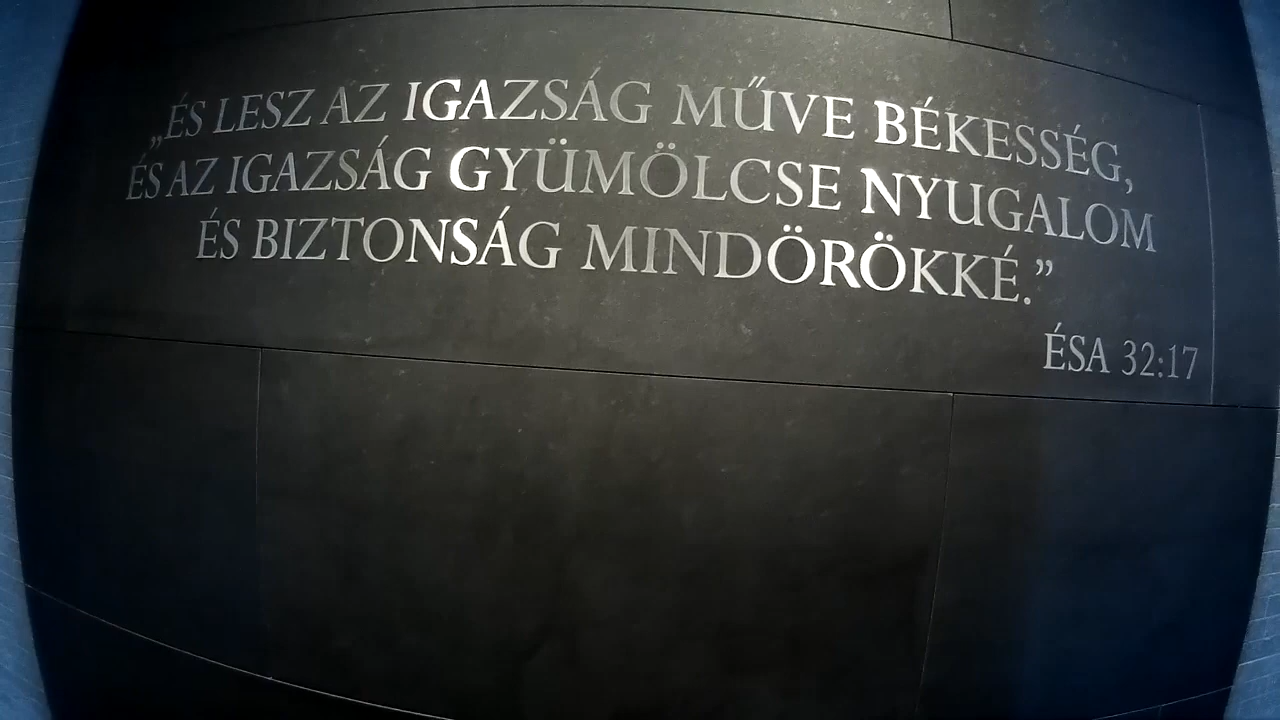 „ÉS LESZ AZ IGAZSÁG MŰVE BÉKESSÉG,
ÉS AZ IGAZSÁG GYÜMÖLCSE NYUGALOM
ÉS BIZTONSÁG MINDÖRÖKKÉ.”
ÉSA 32:17